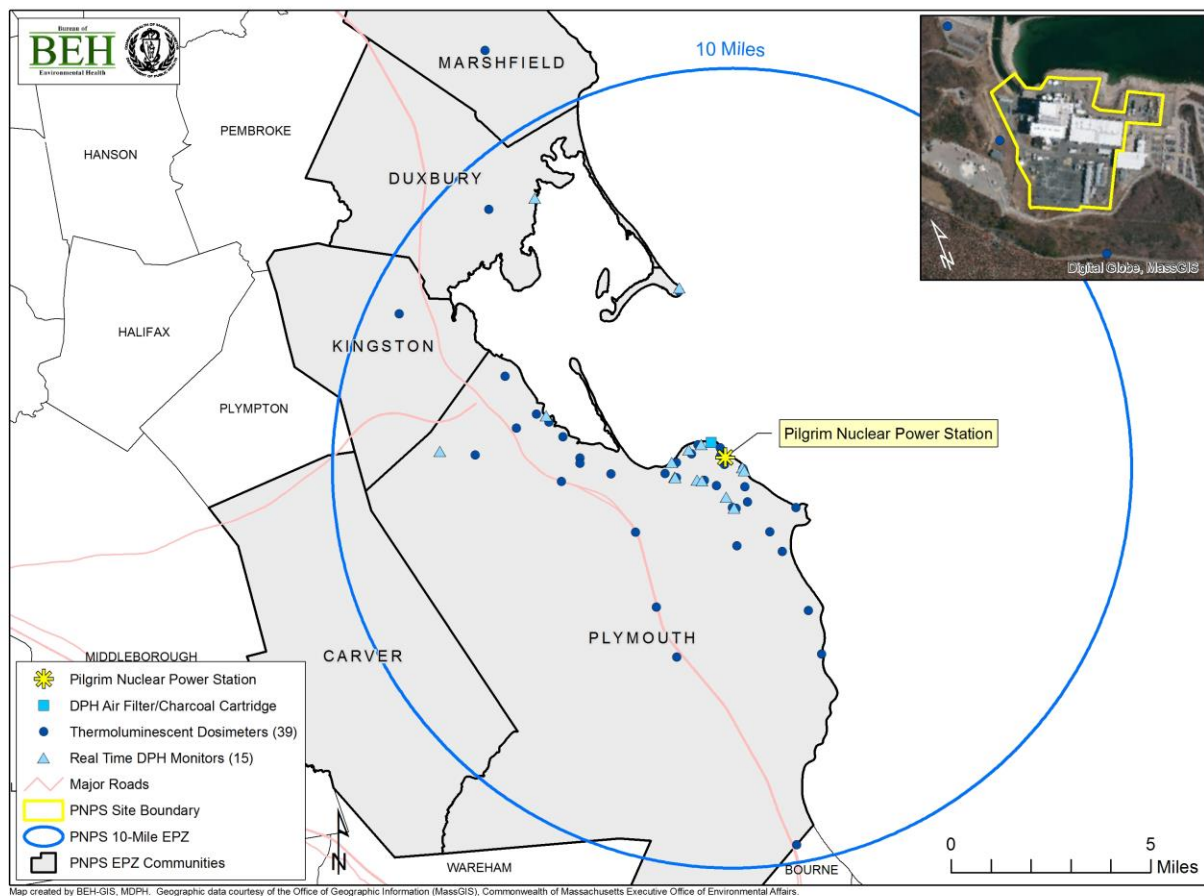 Bureau of
BEH
Environmental Health
10 Miles
MARSHFIELD
PEMBROKE
HANSON
DUXBURY
Digital Globe, MassGIS
N
HALIFAX
KINGSTON
PLYMPTON
Pilgrim Nuclear Power Station
PLYMOUTH
CARVER
MIDDLEBOROUGH
Pilgrim Nuclear Power Station
DPH Air Filter/Charcoal Cartridge
Thermoluminescent Dosimeters (39)
Real Time DPH Monitors (15)
Major Roads
PNPS Site Boundary
PNPS 10-Mile EPZ
PNPS EPZ Communities
N
WAREHAM
BOURNE
0 5
Miles
Map created by BEH-GIS, MDPH. Geographic data courtesy of the Office of Geographic Information (MassGIS), Commonwealth of Massachusetts Executive Office of Environmental Affairs.